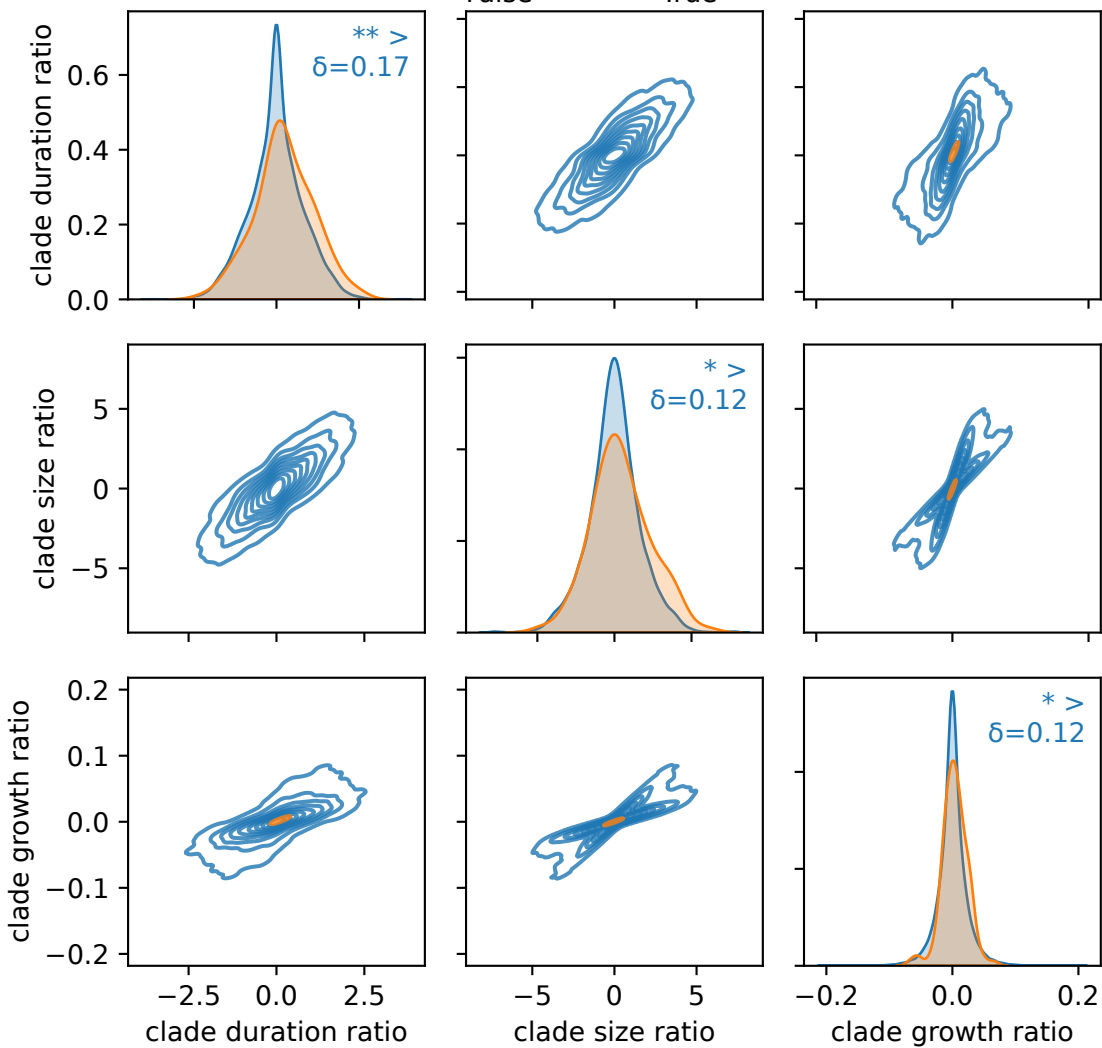 clade duration ratio
0.6
0.4
0.2
0.0
** >
δ=0.17
clade size ratio
5
0
−5
* >
δ=0.12
clade growth ratio
0.2
0.1
0.0
−0.1
−0.2
* >
δ=0.12
−2.5 0.0 2.5
−5 0 5
−0.2 0.0 0.2
clade duration ratio
clade size ratio
clade growth ratio